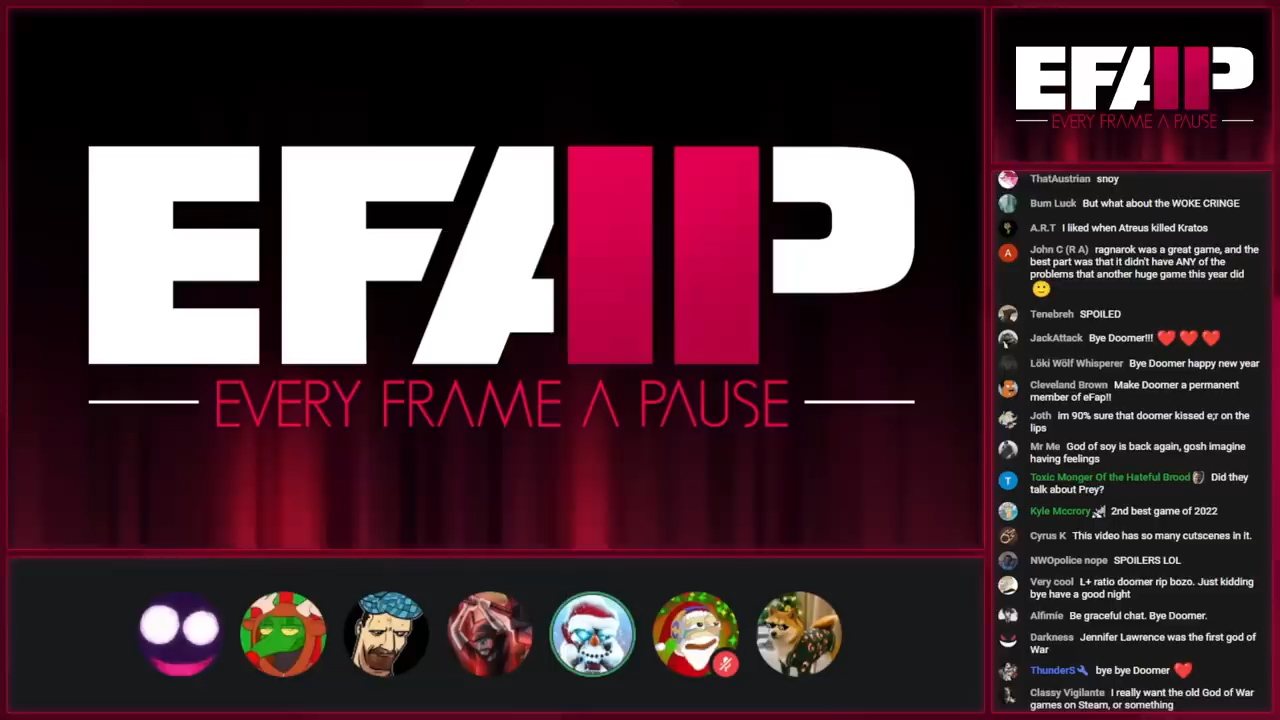 EFAP
EVERY FRAME A PAUSE
EFAP
EVERY FRAME A PAUSE
ThatAustrian snoy
Bum Luck But what about the WOKE CRINGE
A.R.T I liked when Atreus killed Kratos
A
John C (R A) ragnarok was a great game, and the
best part was that it didn't have ANY of the
problems that another huge game this year did
Tenebreh SPOILED
JackAttack Bye Doomer!!!
Löki Wölf Whisperer Bye Doomer happy new year
Cleveland Brown Make Doomer a permanent
member of eFap!!
Joth im 90% sure that doomer kissed e;r on the
lips
Mr Me God of soy is back again, gosh imagine
having feelings
T
Toxic Monger Of the Hateful Brood Did they
talk about Prey?
Kyle Mccrory 2nd best game of 2022
Cyrus K This video has so many cutscenes in it.
NWOpolice nope SPOILERS LOL
Very cool L+ ratio doomer rip bozo. Just kidding
bye have a good night
Alfimie Be graceful chat. Bye Doomer.
Darkness Jennifer Lawrence was the first god of
War
ThunderS bye bye Doomer
Classy Vigilante I really want the old God of War
games on Steam, or something